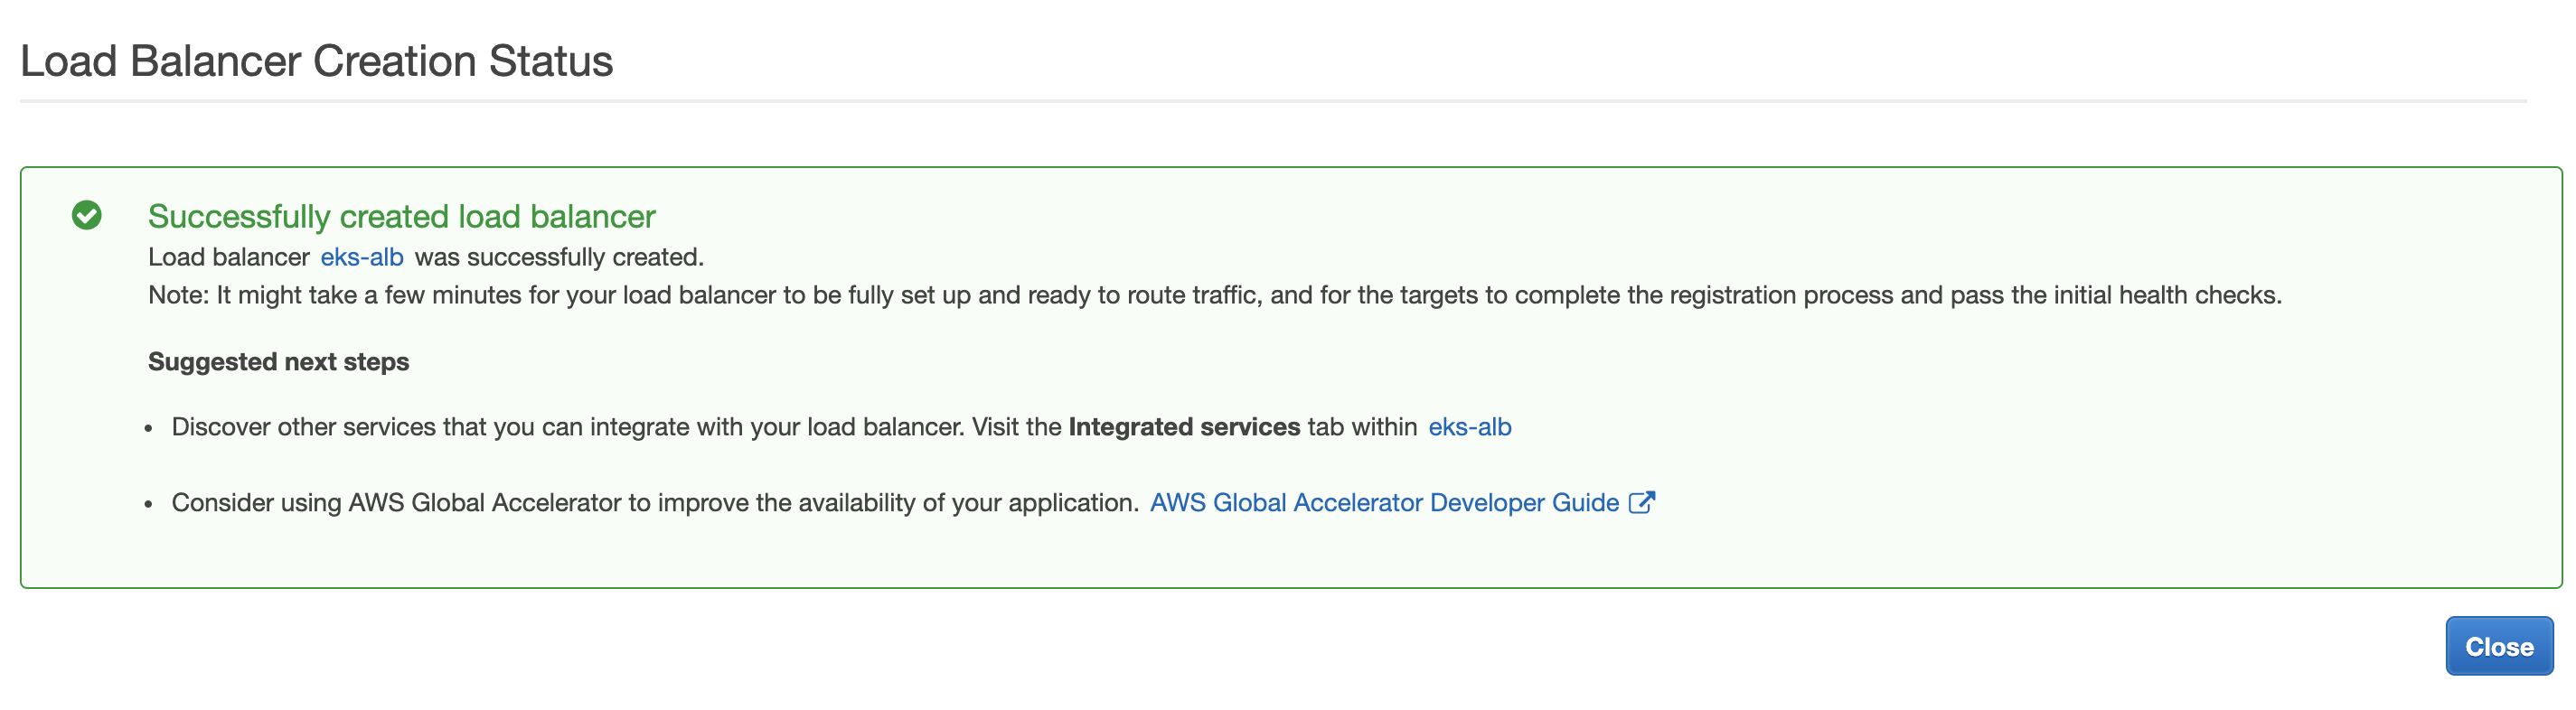 Load Balancer Creation Status
Successfully created load balancer
Load balancer eks-alb was successfully created.
Note: It might take a few minutes for your load balancer to be fully set up and ready to route traffic, and for the targets to complete the registration process and pass the initial health checks.
Suggested next steps
• Discover other services that you can integrate with your load balancer. Visit the Integrated services tab within eks-alb
• Consider using AWS Global Accelerator to improve the availability of your application. AWS Global Accelerator Developer Guide
Close